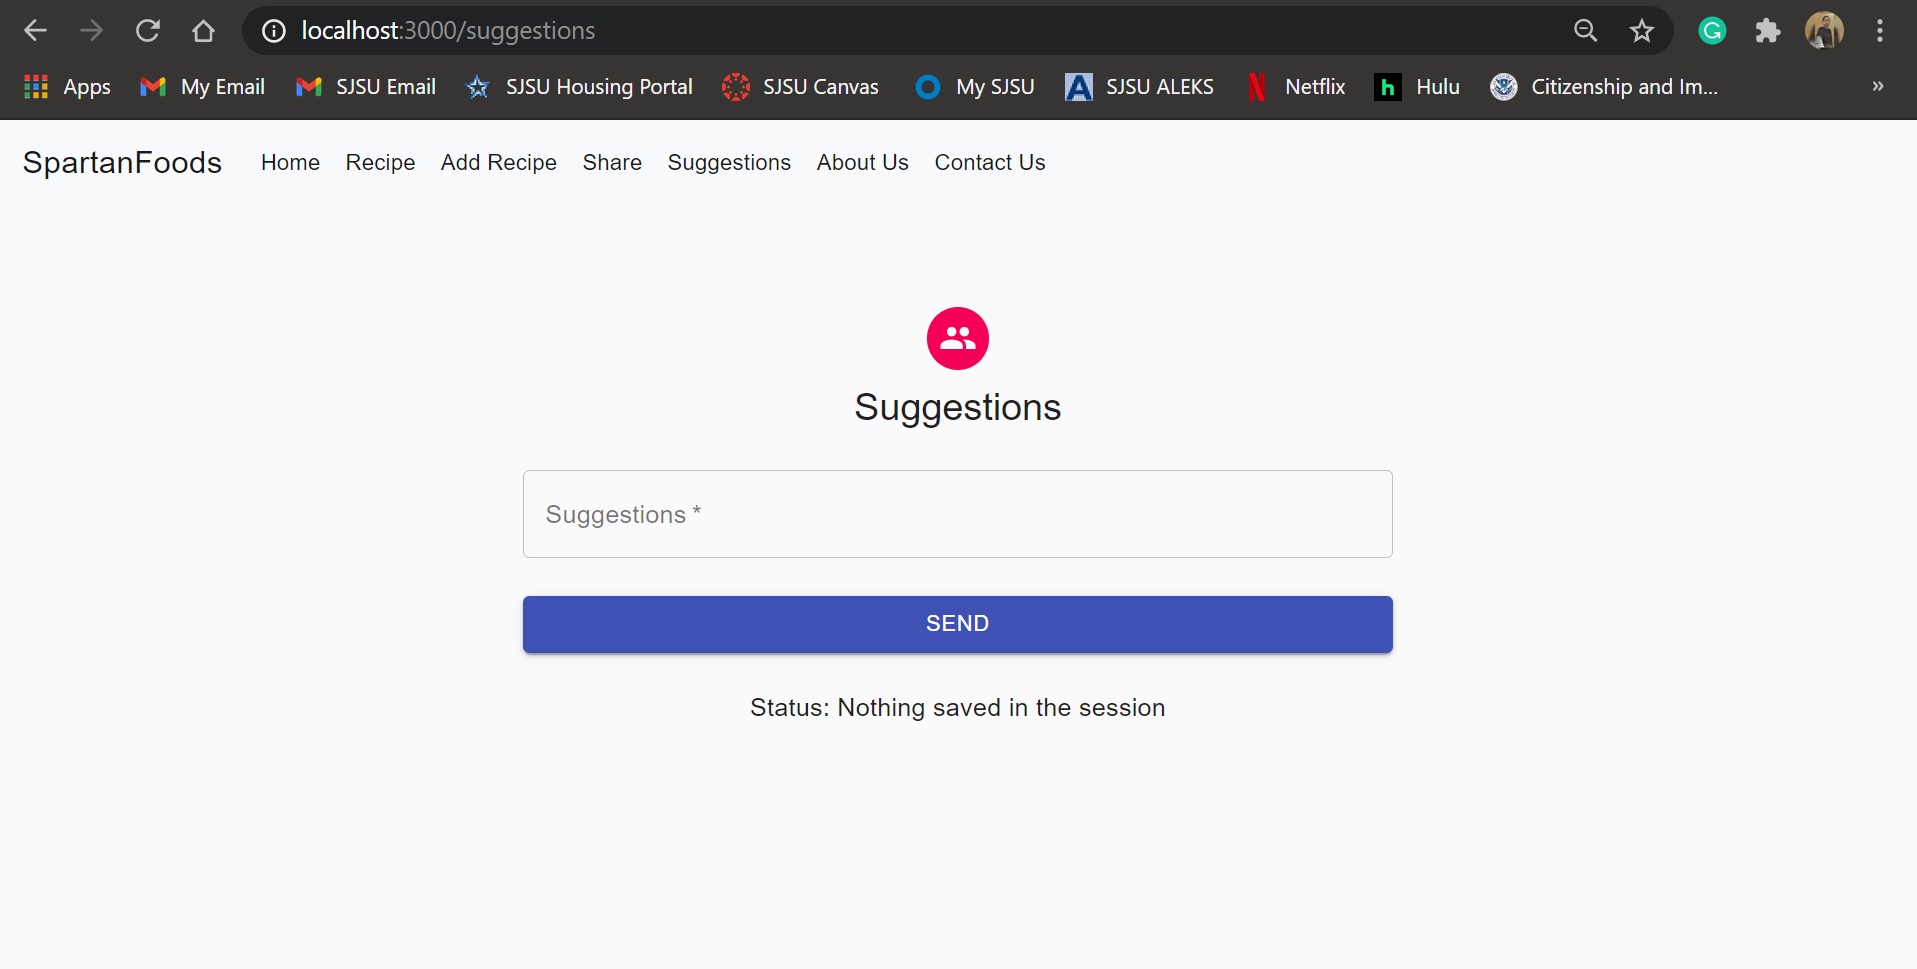 localhost:3000/suggestions
Apps My Email SJSU Email SJSU Housing Portal SJSU Canvas My SJSU A SJSU ALEKS N Netflix h Hulu Citizenship and Im... »
SpartanFoods Home Recipe Add Recipe Share Suggestions About Us Contact Us
Suggestions
Suggestions *
SEND
Status: Nothing saved in the session